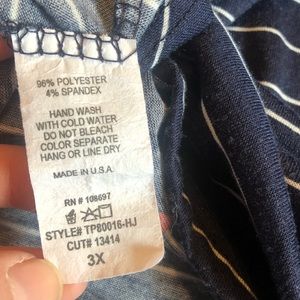 96% POLYESTER
4% SPANDEX
HAND WASH
WITH COLD WATER
DO NOT BLEACH
COLOR SEPARATE
HANG OR LINE DRY
MADE IN U.S.A.
RN # 108697
STYLE# TP80016-HJ
CUT# 13414
3X